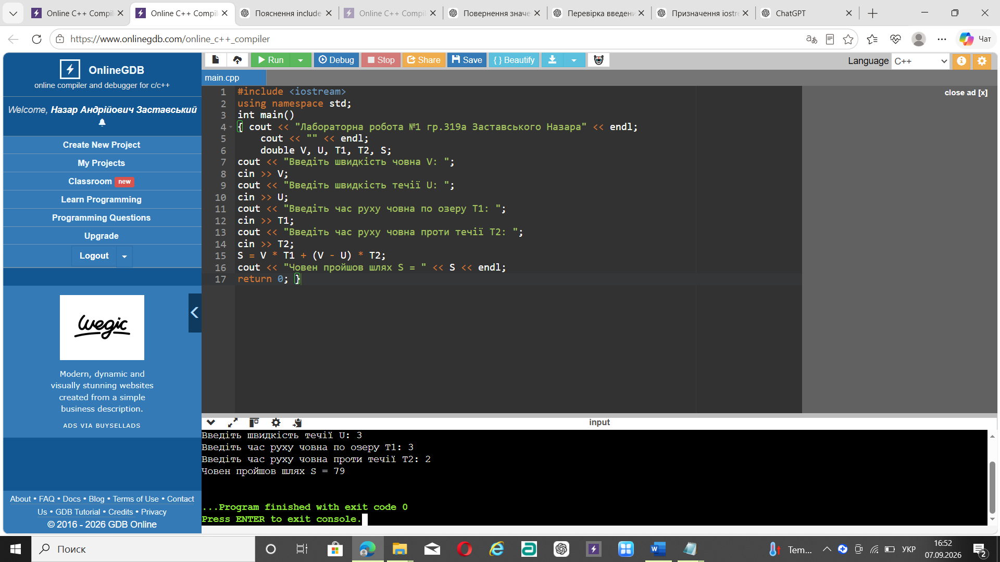 Online C++ Compil
Online C++ Compil
Пояснення include
Online C++ Compil
Повернення значе
Перевірка введенн
Призначення iostre
ChatGPT
https://www.onlinegdb.com/online_c++_compiler
Чат
OnlineGDB
online compiler and debugger for c/c++
Welcome, Назар Андрійович Заставський
Create New Project
My Projects
Classroom new
Learn Programming
Programming Questions
Upgrade
Logout
wegic
Modern, dynamic and
visually stunning websites
created from a simple
business description.
ADS VIA BUYSELLADS
About • FAQ • Docs • Blog • Terms of Use • Contact
Us • GDB Tutorial • Credits • Privacy
© 2016 - 2026 GDB Online
Run Debug Stop Share Save { } Beautify
Language C++
main.cpp
close ad [x]
1 #include <iostream>
2 using namespace std;
3 int main()
4 { cout << "Лабораторна робота №1 гр.319а Заставського Назара" << endl;
5 cout << "" << endl;
6 double V, U, T1, T2, S;
7 cout << "Введіть швидкість човна V: ";
8 cin >> V;
9 cout << "Введіть швидкість течії U: ";
10 cin >> U;
11 cout << "Введіть час руху човна по озеру T1: ";
12 cin >> T1;
13 cout << "Введіть час руху човна проти течії T2: ";
14 cin >> T2;
15 S = V * T1 + (V - U) * T2;
16 cout << "Човен пройшов шлях S = " << S << endl;
17 return 0; }
input
Введіть швидкість течії U: 3
Введіть час руху човна по озеру T1: 3
Введіть час руху човна проти течії T2: 2
Човен пройшов шлях S = 79
...Program finished with exit code 0
Press ENTER to exit console.
Поиск
Tem...
УКР
16:52
07.09.2026
2